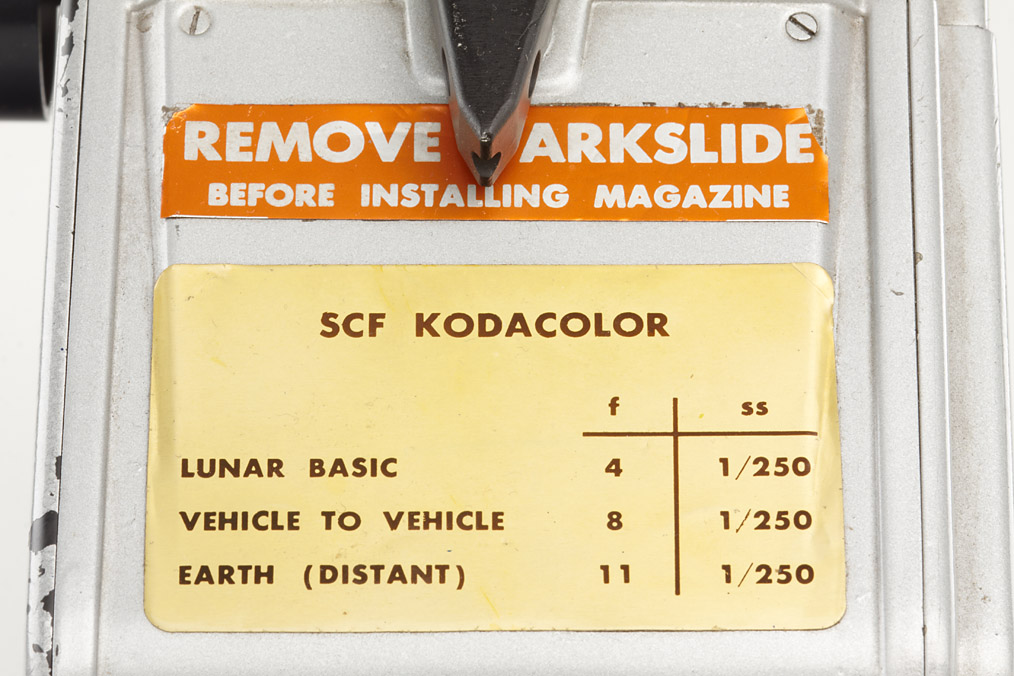 REMOVE ARKSLIDE
BEFORE INSTALLING MAGAZINE
SCF KODACOLOR
f ss
LUNAR BASIC 4 1/250
VEHICLE TO VEHICLE 8 1/250
EARTH (DISTANT) 11 1/250